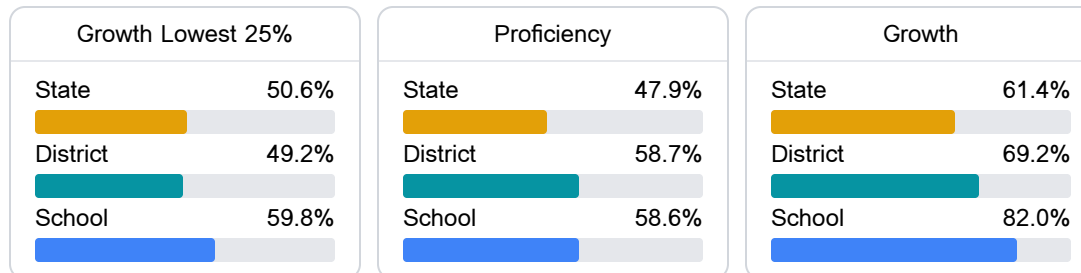 Growth Lowest 25%
State 50.6%
District 49.2%
School 59.8%
Proficiency
State 47.9%
District 58.7%
School 58.6%
Growth
State 61.4%
District 69.2%
School 82.0%